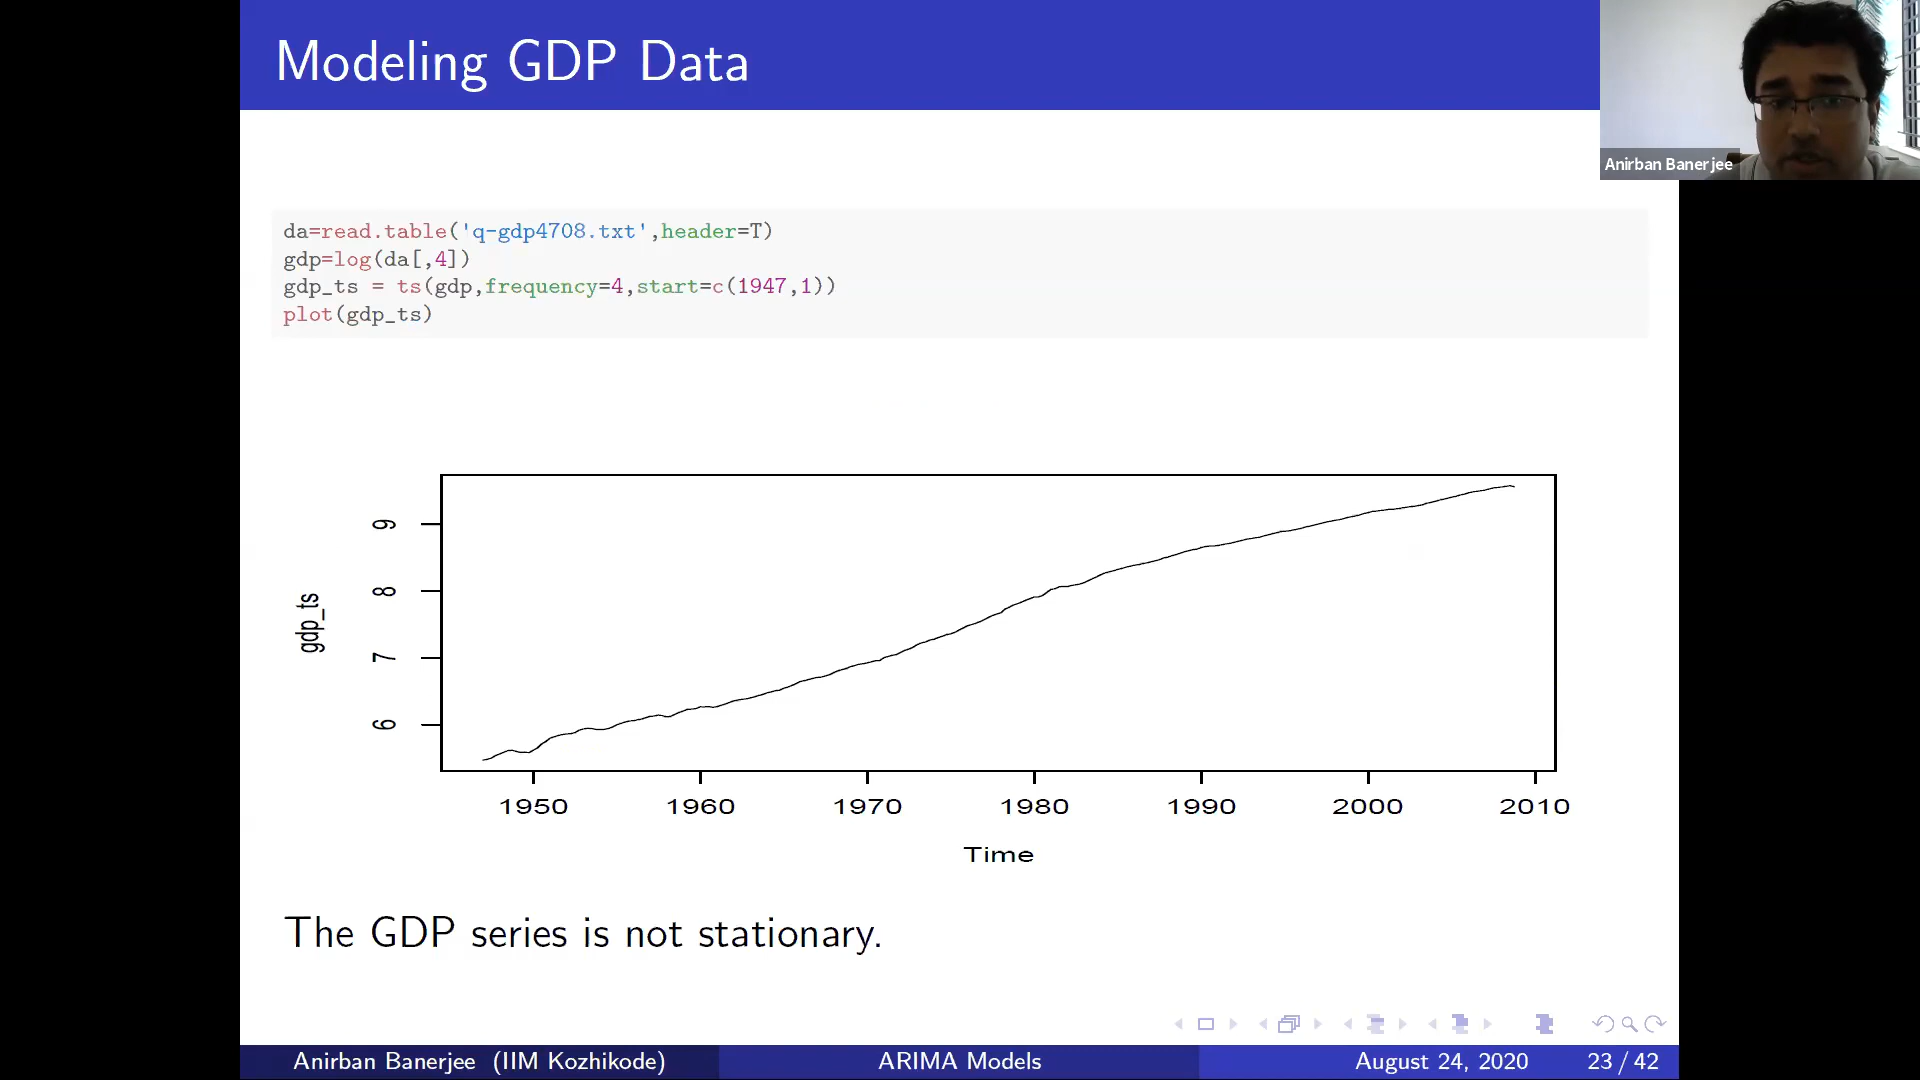 Modeling GDP Data
Anirban Banerjee
da=read.table('q-gdp4708.txt',header=T)
gdp=log(da[,4])
gdp_ts = ts(gdp,frequency=4,start=c(1947,1))
plot(gdp_ts)
9
8
7
6
gdp_ts
1950 1960 1970 1980 1990 2000 2010
Time
The GDP series is not stationary.
Anirban Banerjee (IIM Kozhikode) ARIMA Models August 24, 2020 23 / 42